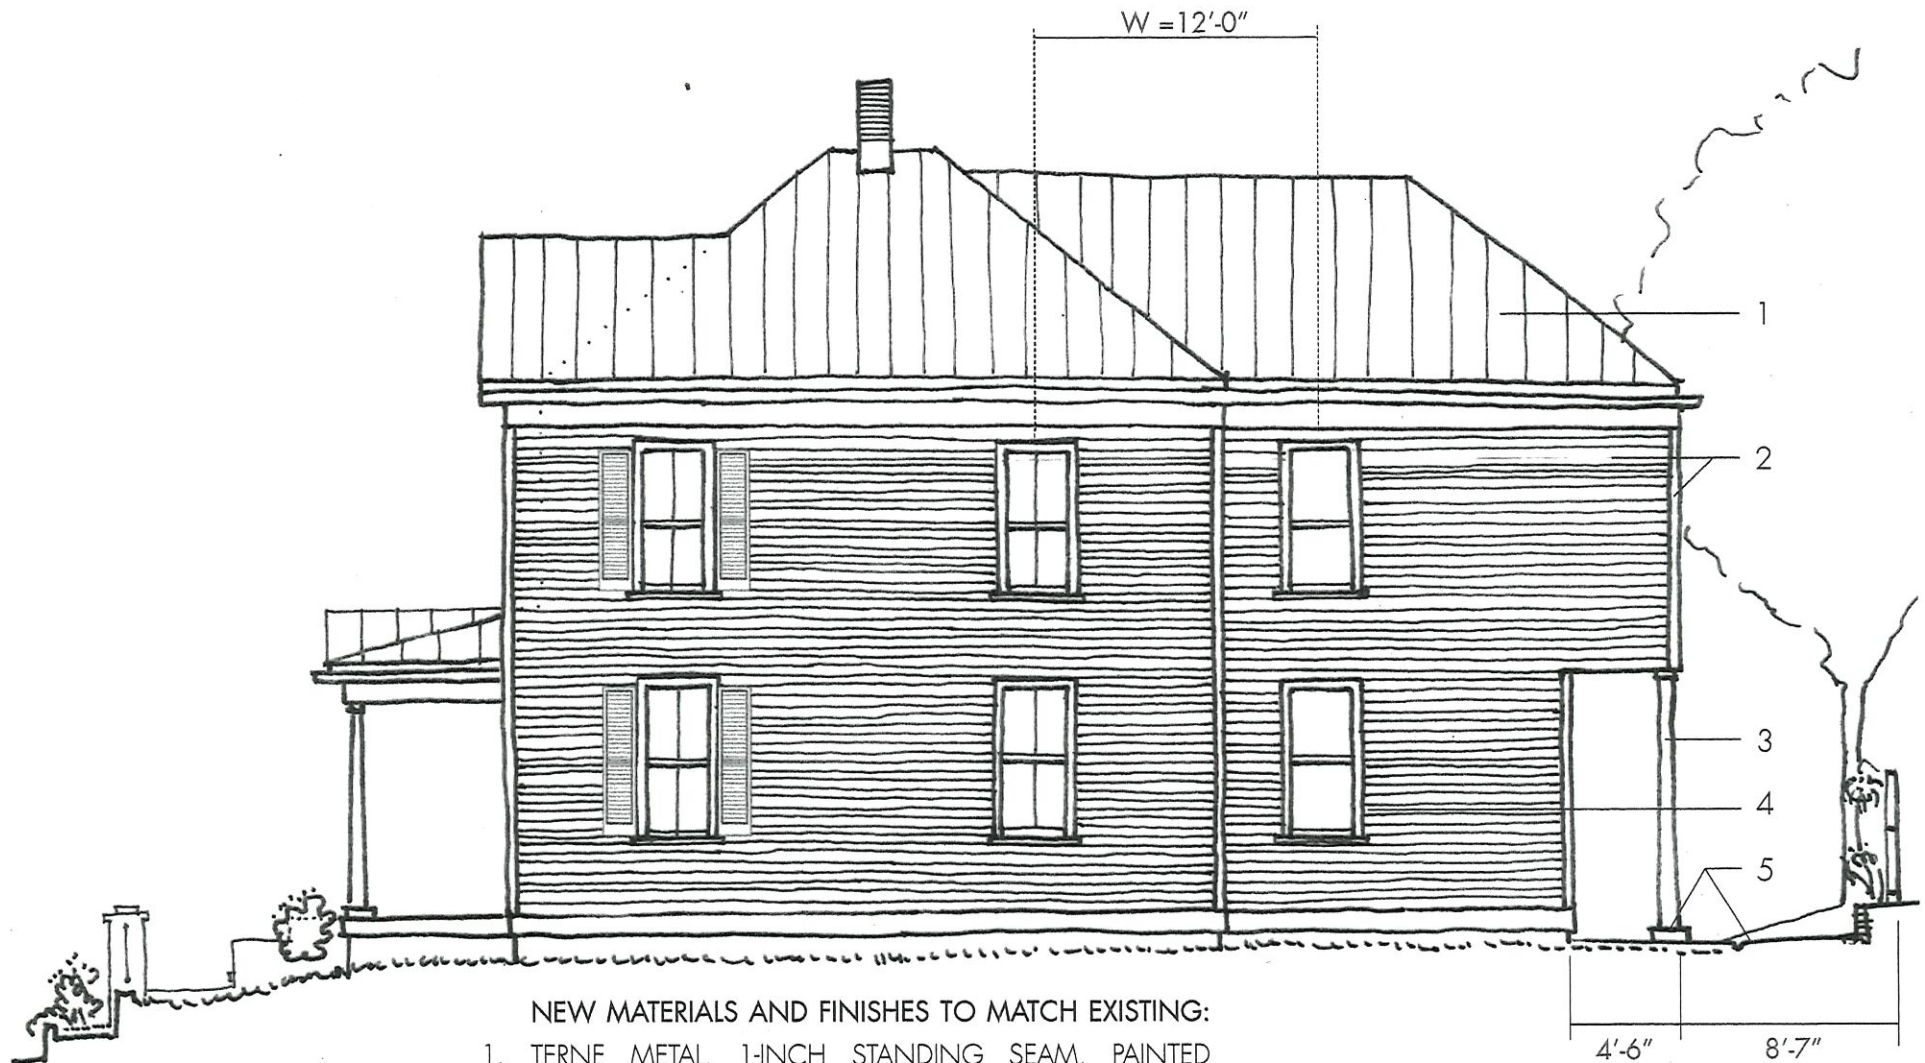 W =12'-0"
1
2
3
4
5
NEW MATERIALS AND FINISHES TO MATCH EXISTING:
1. TERNE METAL, 1-INCH STANDING SEAM, PAINTED
4'-6" 8'-7"